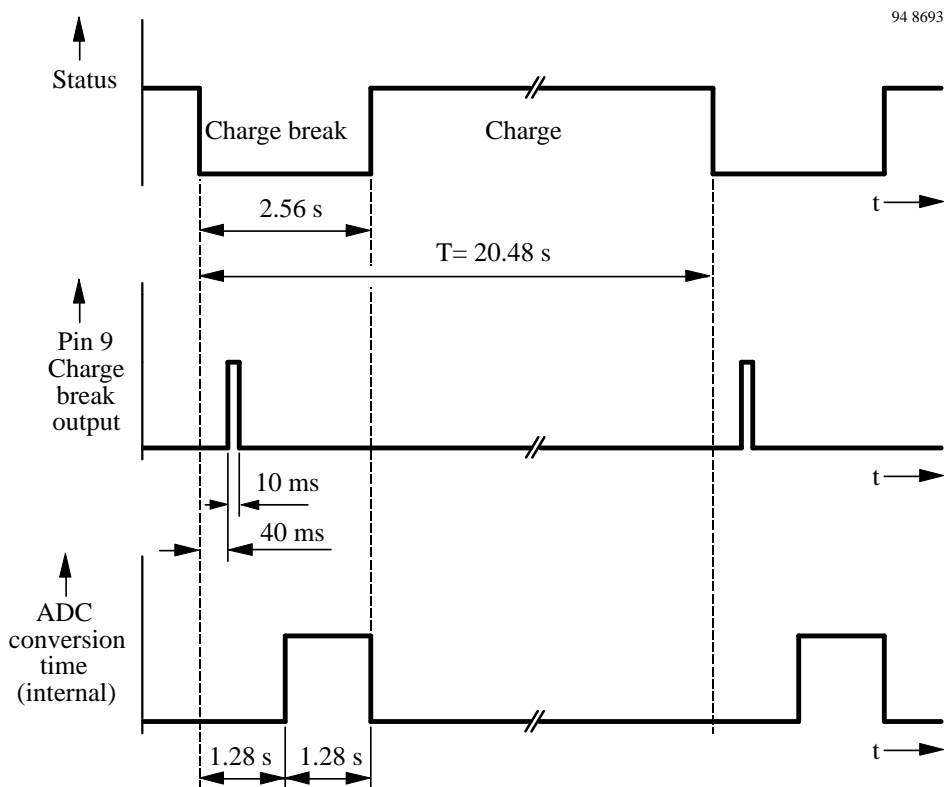 94 8693
Status
Charge break
Charge
t
2.56 s
T= 20.48 s
Pin 9
Charge
break
output
t
10 ms
40 ms
ADC
conversion
time
(internal)
t
1.28 s
1.28 s